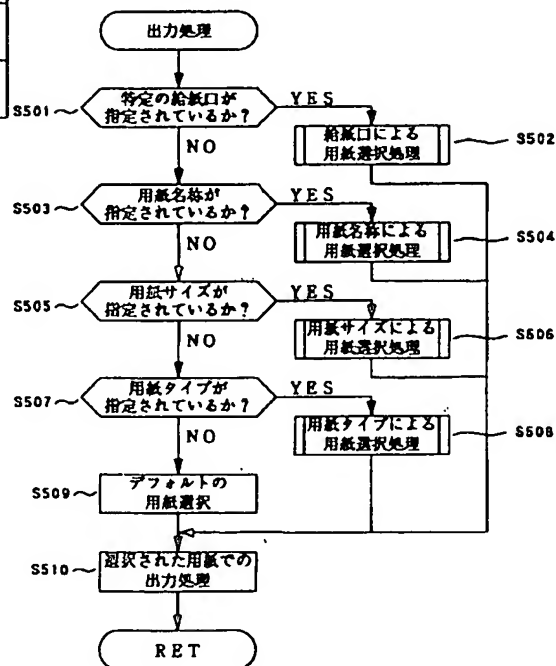 出力処理
S501
特定の給紙口が
指定されているか?
YES
NO
給紙口による
用紙選択処理
S502
S503
用紙名称が
指定されているか?
YES
NO
用紙名称による
用紙選択処理
S504
S505
用紙サイズが
指定されているか?
YES
NO
用紙サイズによる
用紙選択処理
S506
S507
用紙タイプが
指定されているか?
YES
NO
用紙タイプによる
用紙選択処理
S508
S509
デフォルトの
用紙選択
S510
選択された用紙での
出力処理
RET